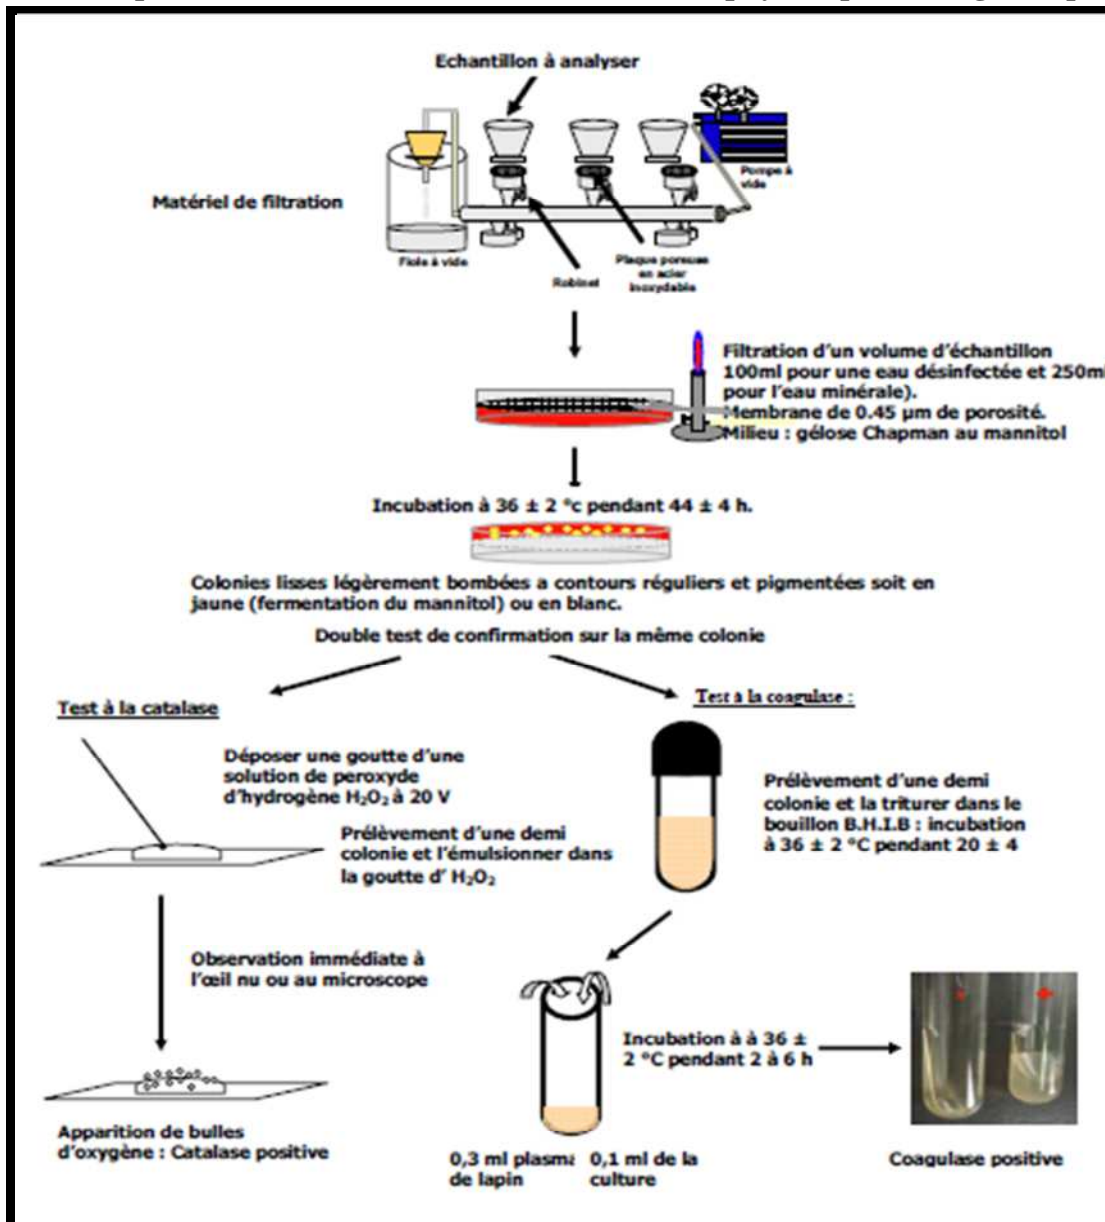 Echantillon à analyser
Pompe à
vide
Matériel de filtration
Fiole à vide
Robinet
Plaque poreuse
en acier
inoxydable
Filtration d'un volume d'échantillon
100ml pour une eau désinfectée et 250ml
pour l'eau minérale).
Membrane de 0.45 µm de porosité.
Milieu : gélose Chapman au mannitol
Incubation à 36 ± 2 °c pendant 44 ± 4 h.
Colonies lisses légèrement bombées a contours réguliers et pigmentées soit en
jaune (fermentation du mannitol) ou en blanc.
Double test de confirmation sur la même colonie
Test à la catalase
Test à la coagulase :
Déposer une goutte d'une
solution de peroxyde
d'hydrogène H₂O₂ à 20 V
Prélèvement d'une demi
colonie et l'émulsionner dans
la goutte d' H₂O₂
Prélèvement d'une demi
colonie et la triturer dans le
bouillon B.H.I.B : incubation
à 36 ± 2 °C pendant 20 ± 4
Observation immédiate à
l'œil nu ou au microscope
Incubation à à 36 ±
2 °C pendant 2 à 6 h
Apparition de bulles
d'oxygène : Catalase positive
0,3 ml plasma
de lapin
0,1 ml de la
culture
Coagulase positive